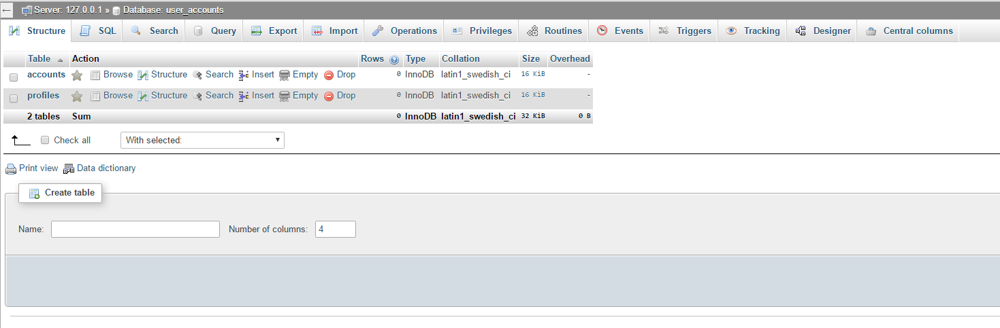 Server: 127.0.0.1 » Database: user_accounts
Structure SQL Search Query Export Import Operations Privileges Routines Events Triggers Tracking Designer Central columns
Table Action Rows Type Collation Size Overhead
accounts Browse Structure Search Insert Empty Drop 0 InnoDB latin1_swedish_ci 16 KiB -
profiles Browse Structure Search Insert Empty Drop 0 InnoDB latin1_swedish_ci 16 KiB -
2 tables Sum 0 InnoDB latin1_swedish_ci 32 KiB 0 B
Check all With selected:
Print view Data dictionary
Create table
Name: Number of columns: 4